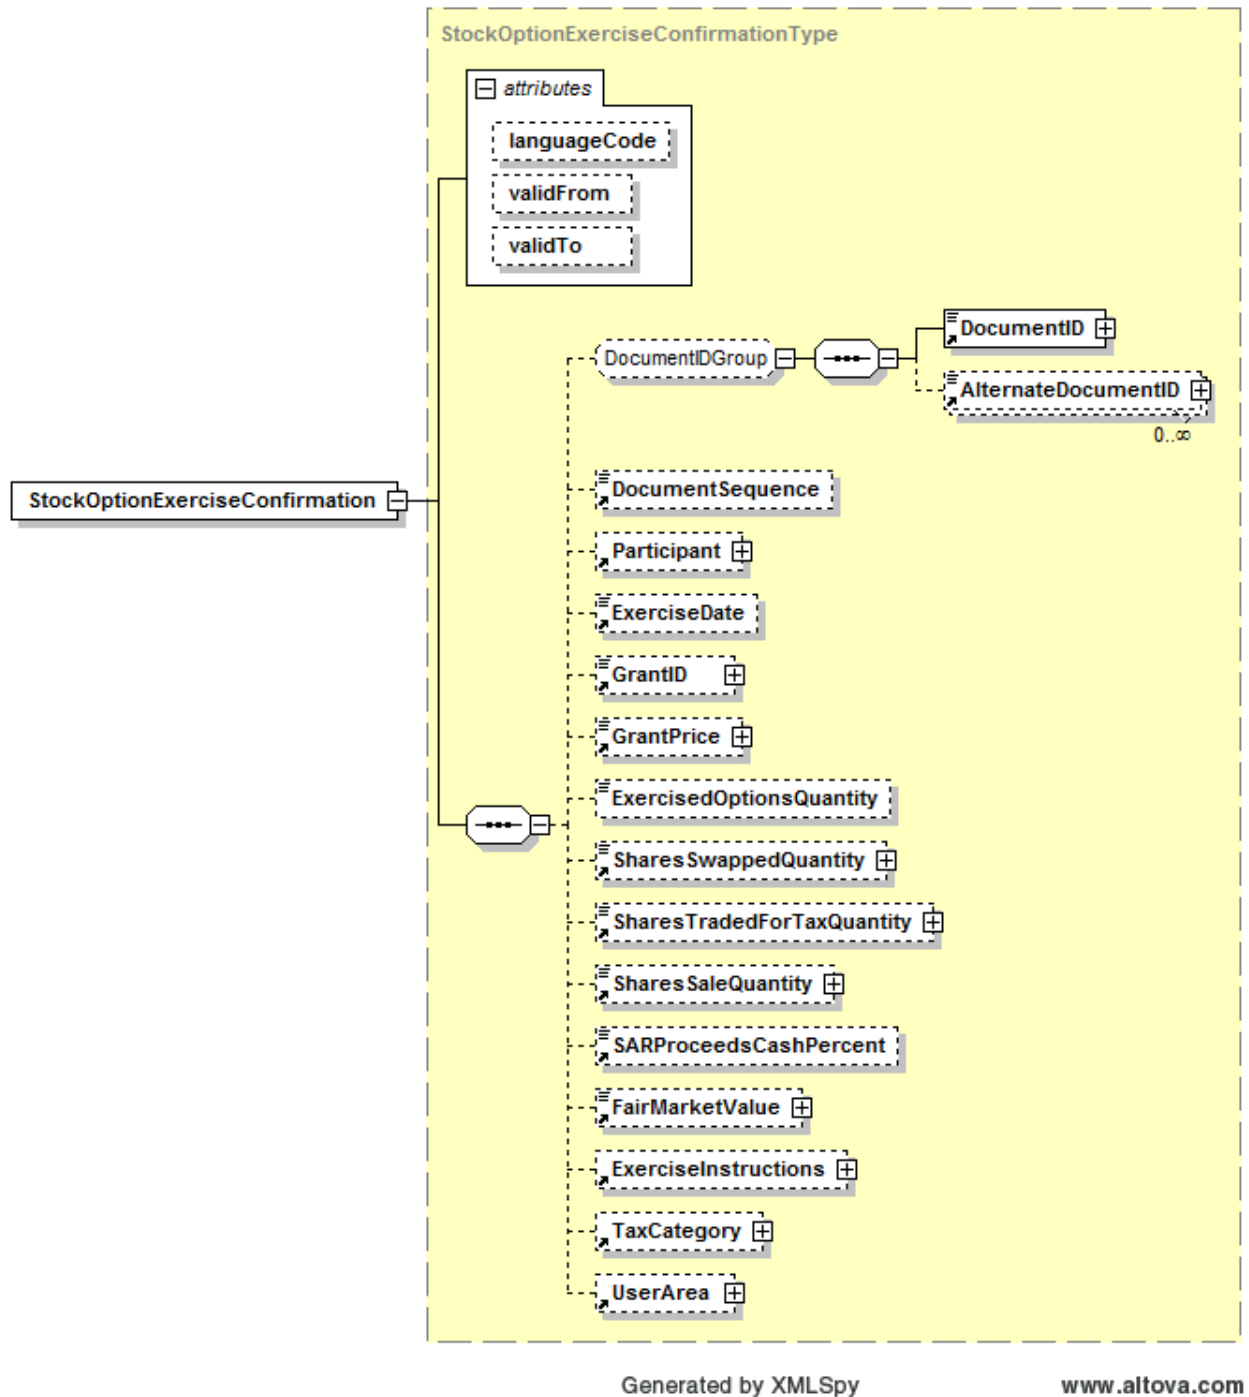 StockOptionExerciseConfirmationType
attributes
languageCode
validFrom
validTo
DocumentIDGroup
DocumentID
AlternateDocumentID
0..∞
StockOptionExerciseConfirmation
DocumentSequence
Participant
ExerciseDate
GrantID
GrantPrice
ExercisedOptionsQuantity
SharesSwappedQuantity
SharesTradedForTaxQuantity
SharesSaleQuantity
SARProceedsCashPercent
FairMarketValue
ExerciseInstructions
TaxCategory
UserArea
Generated by XMLSpy www.altova.com